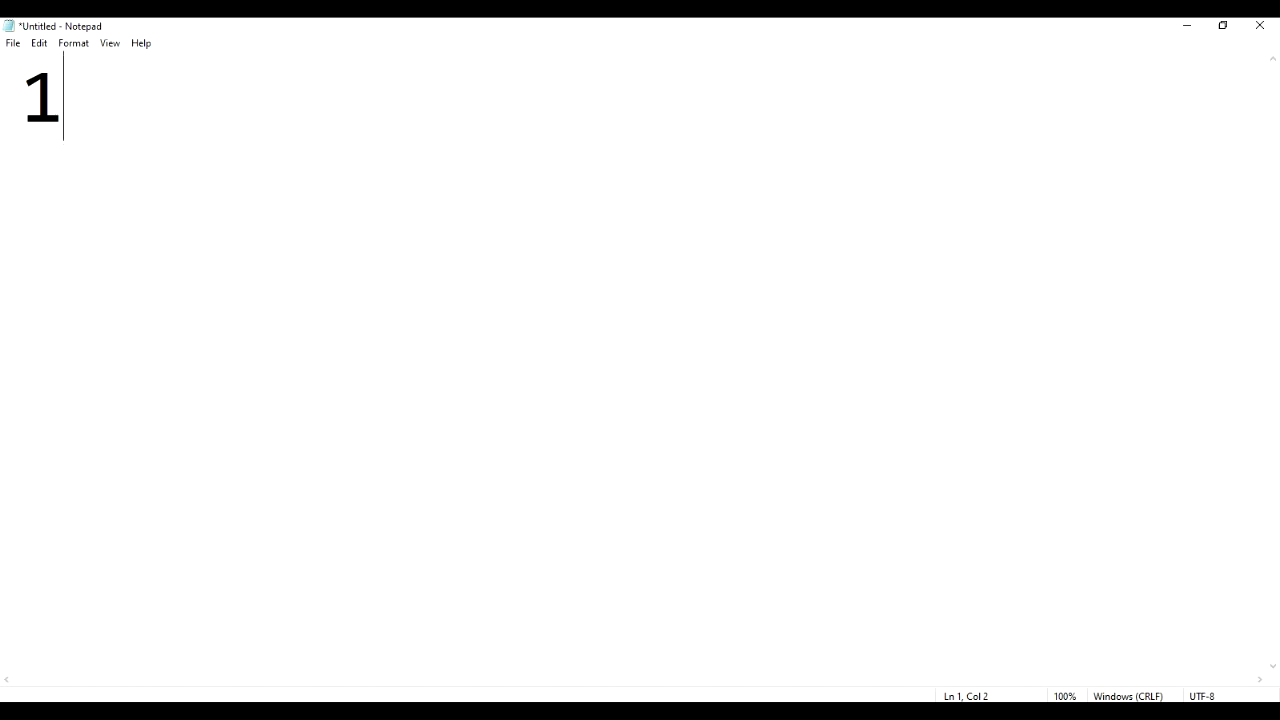 *Untitled - Notepad
File Edit Format View Help
1
Ln 1, Col 2 100% Windows (CRLF) UTF-8